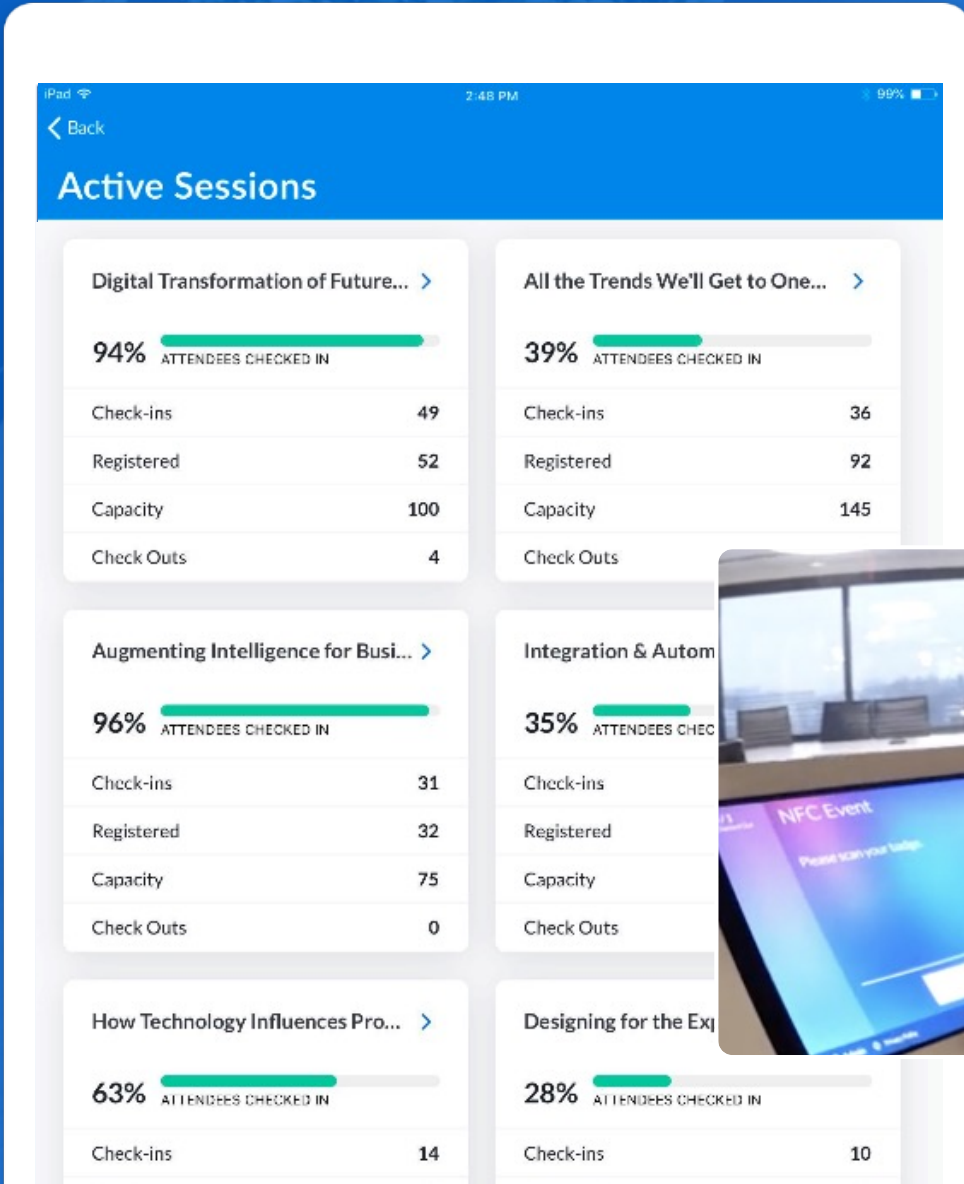 iPad 2:48 PM 99%
Back
Active Sessions
Digital Transformation of Future...
94% ATTENDEES CHECKED IN
Check-ins 49
Registered 52
Capacity 100
Check Outs 4
All the Trends We'll Get to One...
39% ATTENDEES CHECKED IN
Check-ins 36
Registered 92
Capacity 145
Check Outs
Augmenting Intelligence for Busi...
96% ATTENDEES CHECKED IN
Check-ins 31
Registered 32
Capacity 75
Check Outs 0
Integration & Autom
35% ATTENDEES CHEC
Check-ins
Registered
Capacity
Check Outs
NFC Event
Please scan your badge.
How Technology Influences Pro...
63% ATTENDEES CHECKED IN
Check-ins 14
Designing for the Exp
28% ATTENDEES CHECKED IN
Check-ins 10